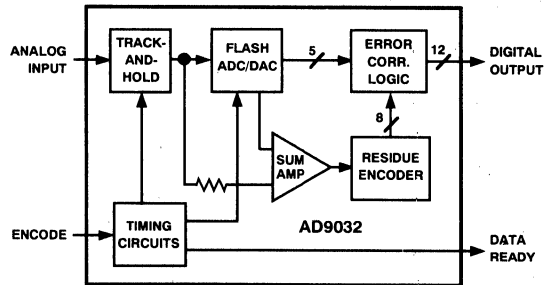 ANALOG
INPUT
TRACK-
AND-
HOLD
FLASH
ADC/DAC
5
ERROR
CORR.
LOGIC
12
DIGITAL
OUTPUT
8
SUM
AMP
RESIDUE
ENCODER
ENCODE
TIMING
CIRCUITS
AD9032
DATA
READY